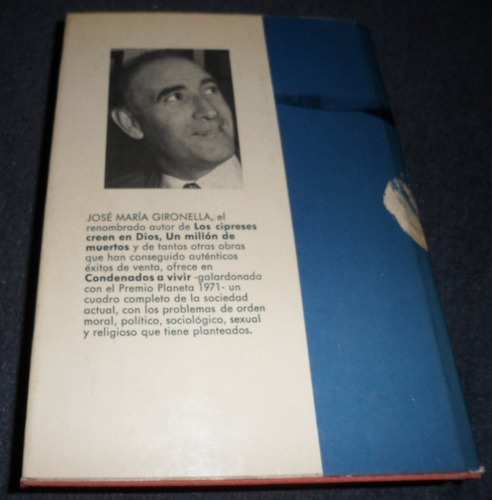 JOSÉ MARÍA GIRONELLA, el
renombrado autor de Los cipreses
creen en Dios, Un millón de
muertos y de tantas otras obras
que han conseguido auténticos
éxitos de venta, ofrece en
Condenados a vivir -galardonada
con el Premio Planeta 1971- un
cuadro completo de la sociedad
actual, con los problemas de orden
moral, político, sociológico, sexual
y religioso que tiene planteados.